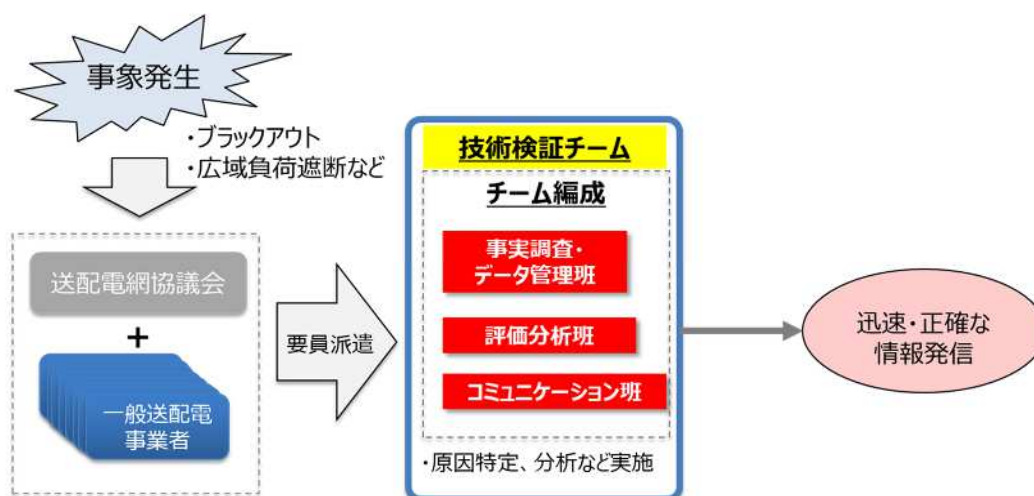 事象発生
・ブラックアウト
・広域負荷遮断など
送配電網協議会
+
一般送配電
事業者
要員派遣
技術検証チーム
チーム編成
事実調査・
データ管理班
評価分析班
コミュニケーション班
・原因特定、分析など実施
迅速・正確な
情報発信